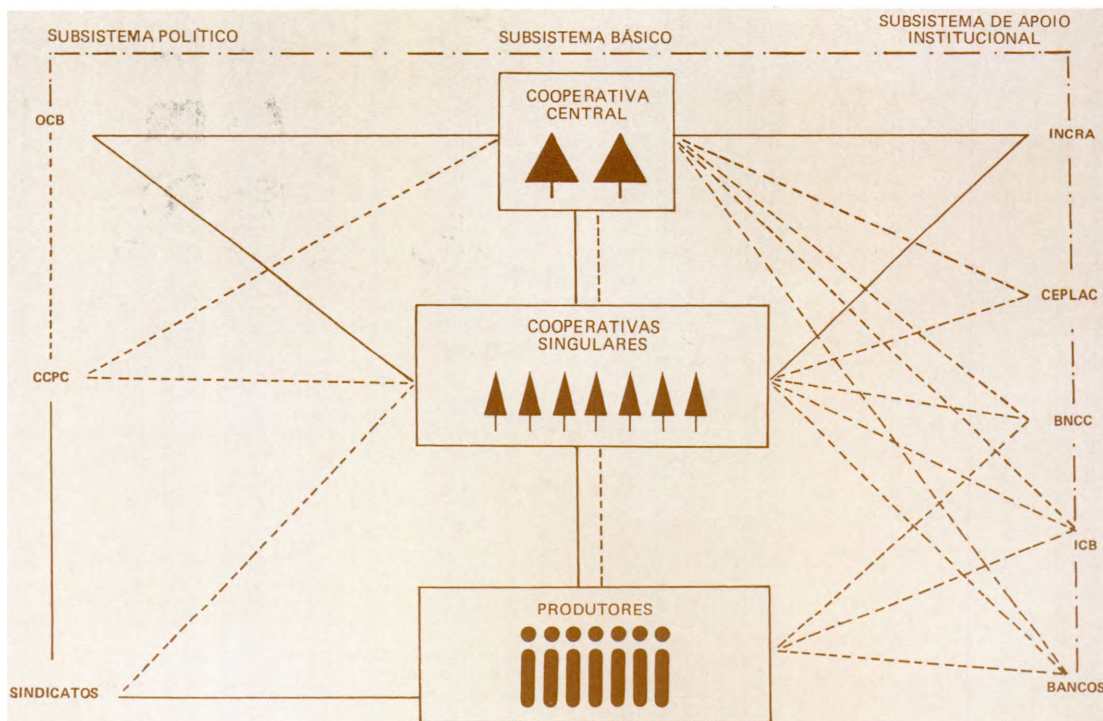 SUBSISTEMA POLÍTICO
SUBSISTEMA BÁSICO
SUBSISTEMA DE APOIO
INSTITUCIONAL
OCB
COOPERATIVA
CENTRAL
INCRA
CEPLAC
CCPC
COOPERATIVAS
SINGULARES
BNCC
ICB
SINDICATOS
PRODUTORES
BANCOS